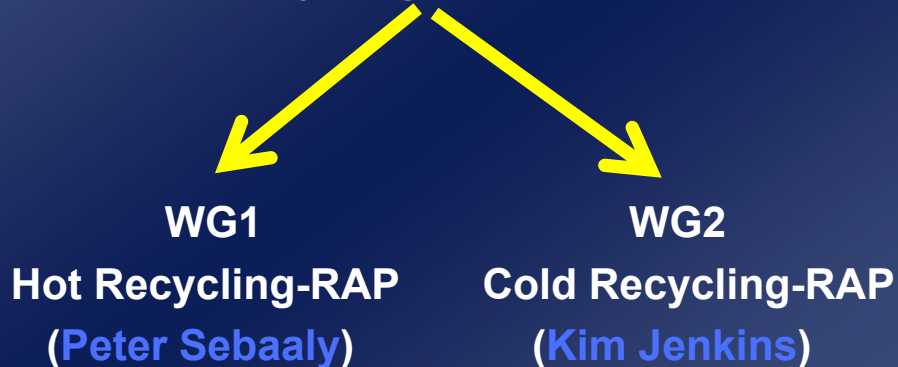 WG1 WG2
Hot Recycling-RAP Cold Recycling-RAP
(Peter Sebaaly) (Kim Jenkins)